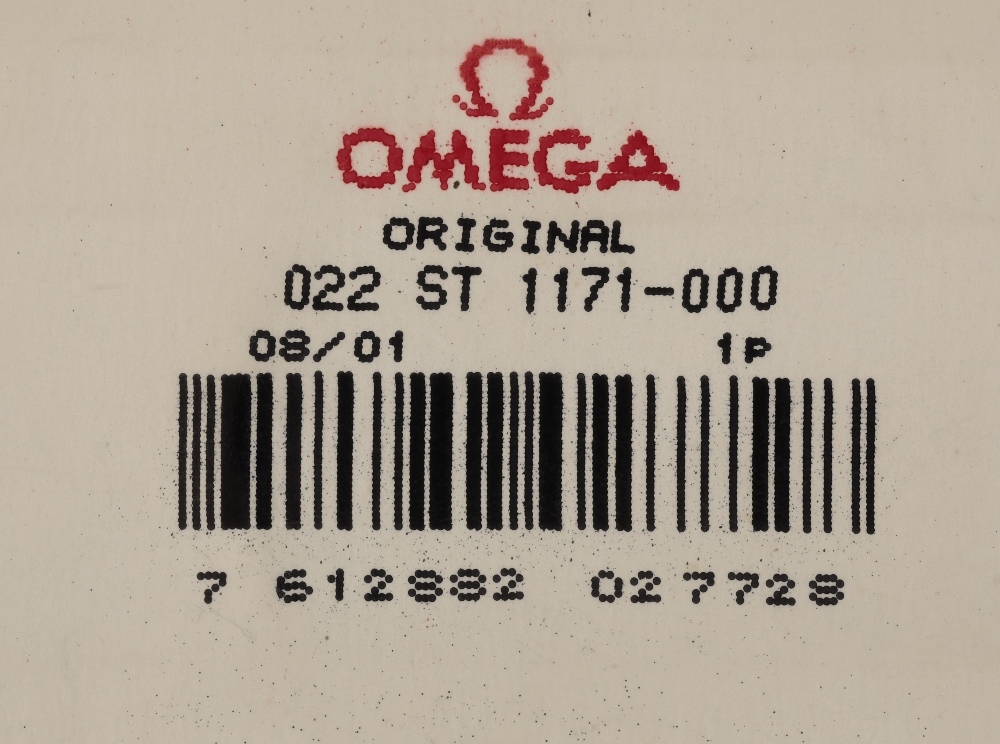 Ω
OMEGA
ORIGINAL
022 ST 1171-000
08/01 1P
7 612882 027728